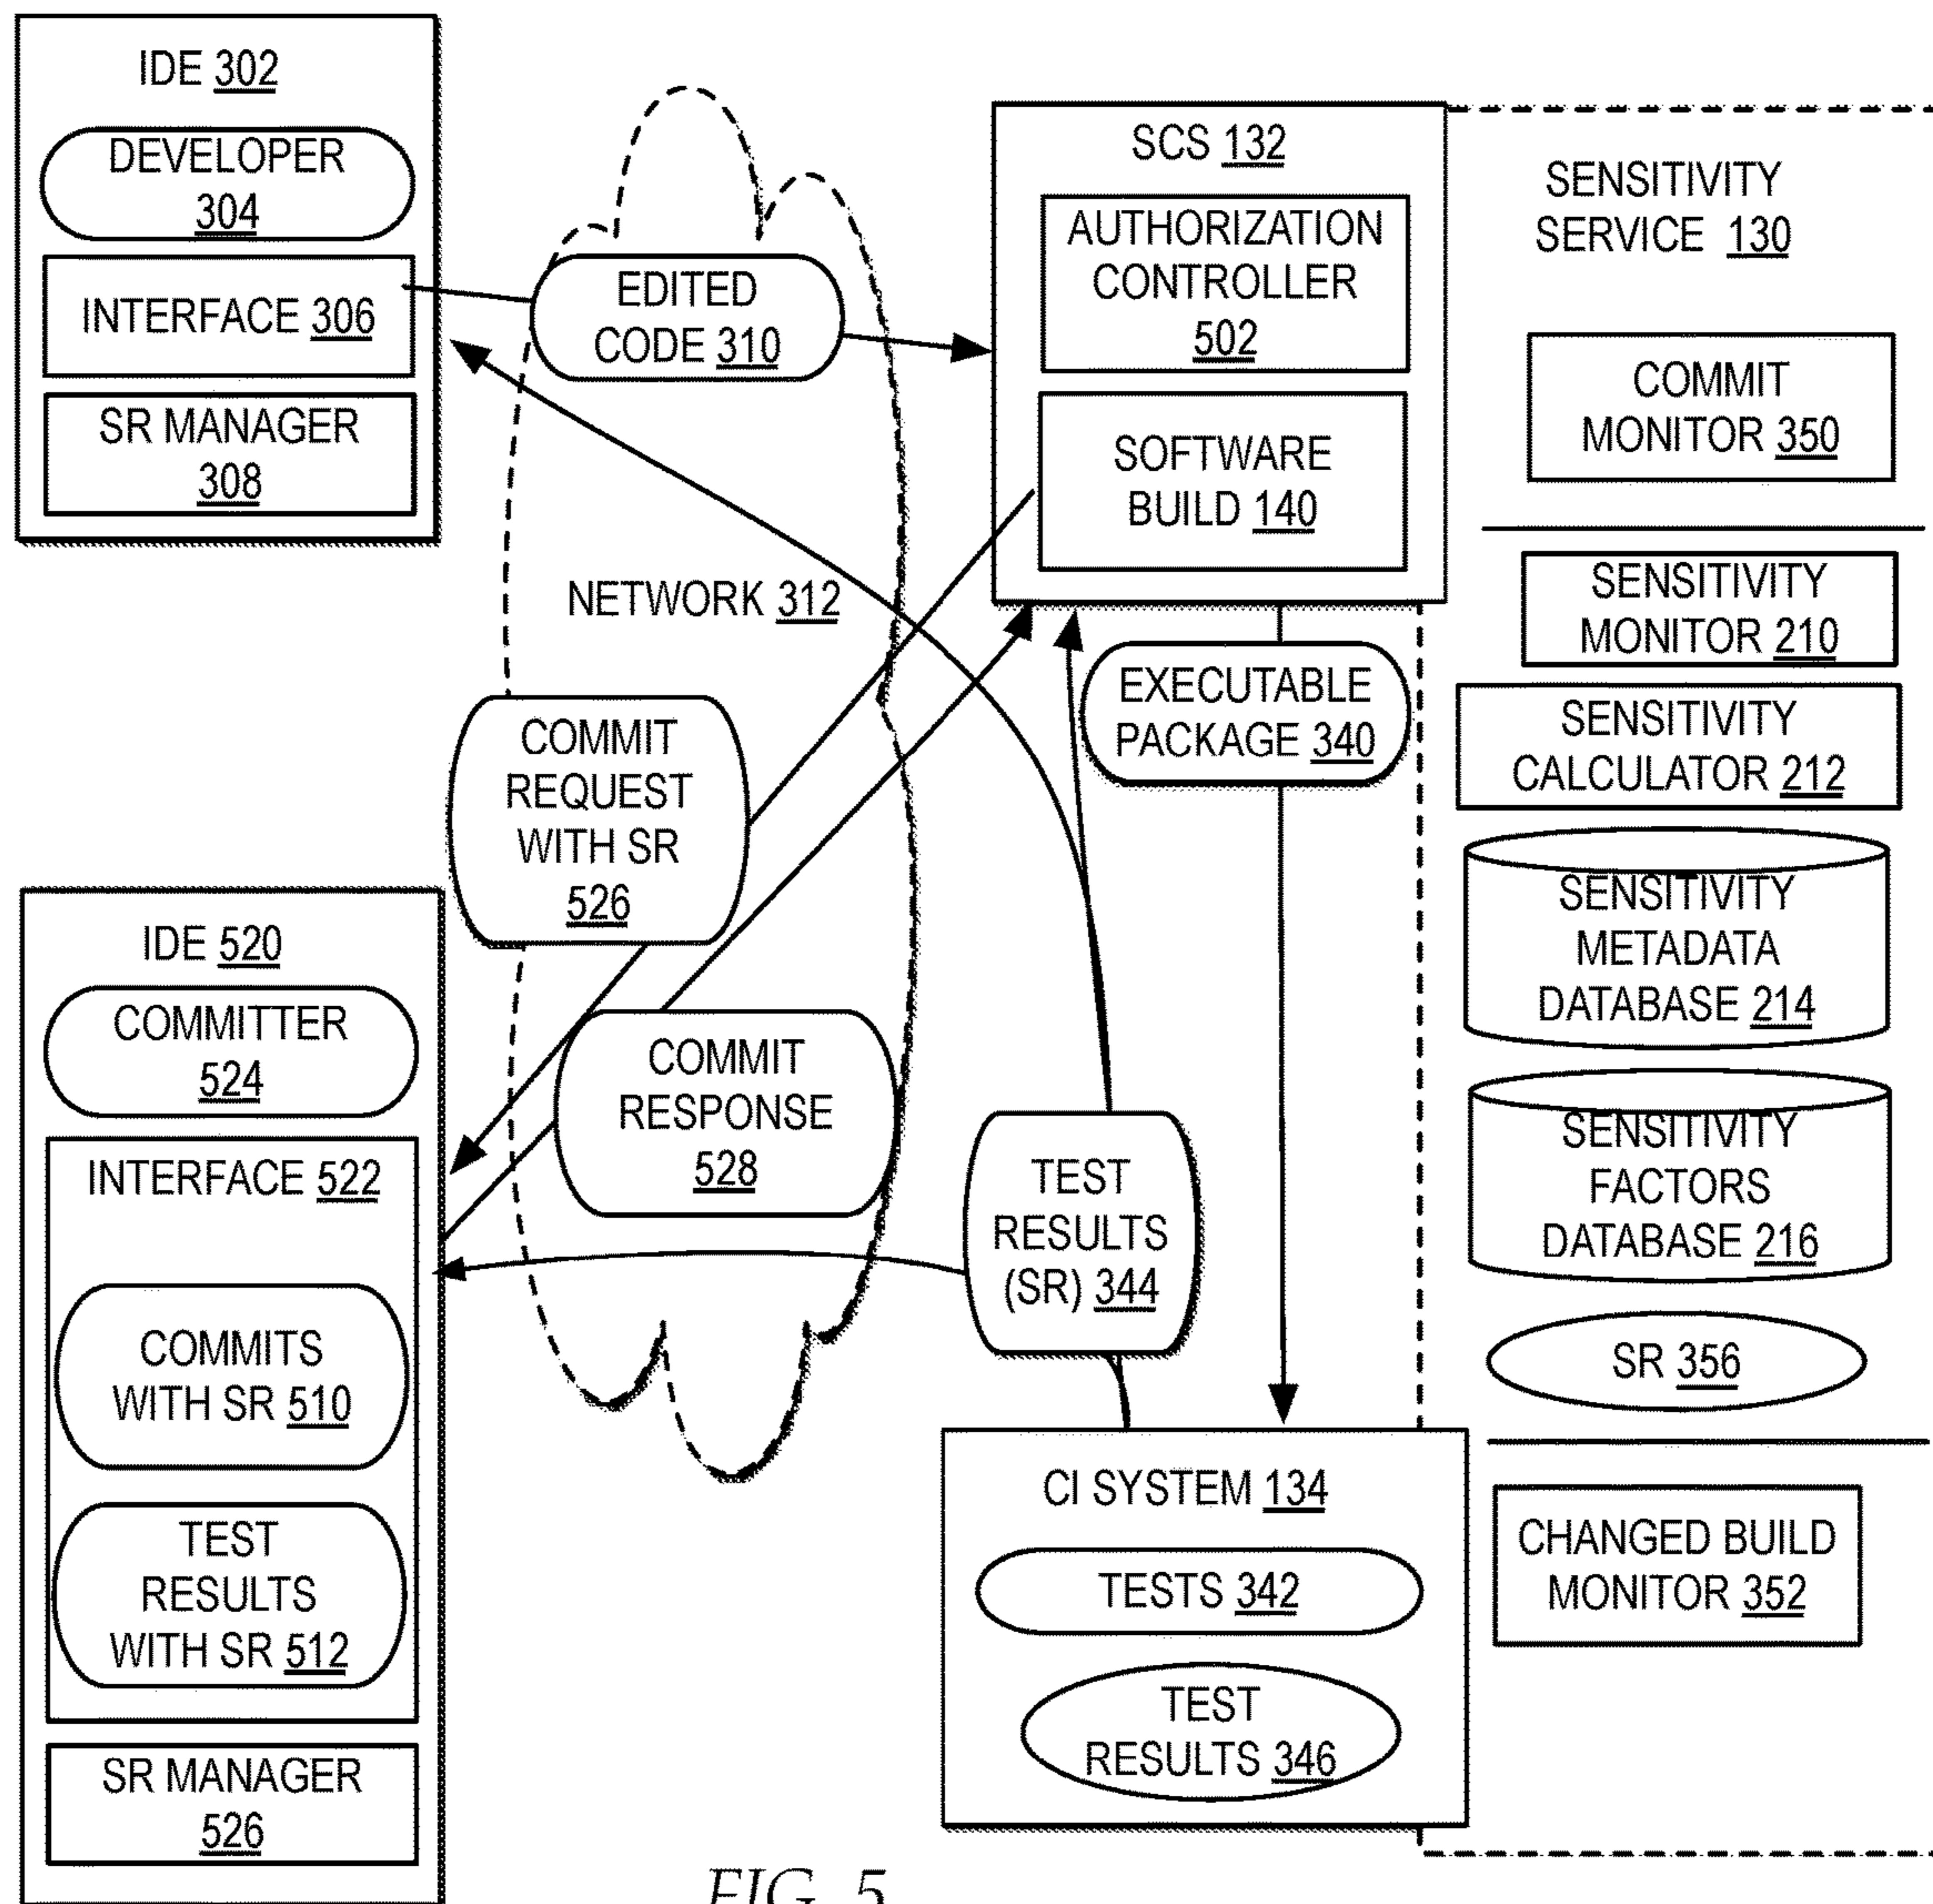 IDE 302
DEVELOPER
304
INTERFACE 306
SR MANAGER
308
EDITED
CODE 310
NETWORK 312
SCS 132
AUTHORIZATION
CONTROLLER
502
SOFTWARE
BUILD 140
EXECUTABLE
PACKAGE 340
COMMIT
REQUEST
WITH SR
526
COMMIT
RESPONSE
528
IDE 520
COMMITTER
524
INTERFACE 522
COMMITS
WITH SR 510
TEST
RESULTS
WITH SR 512
SR MANAGER
526
TEST
RESULTS
(SR) 344
CI SYSTEM 134
TESTS 342
TEST
RESULTS 346
SENSITIVITY
SERVICE 130
COMMIT
MONITOR 350
SENSITIVITY
MONITOR 210
SENSITIVITY
CALCULATOR 212
SENSITIVITY
METADATA
DATABASE 214
SENSITIVITY
FACTORS
DATABASE 216
SR 356
CHANGED BUILD
MONITOR 352
FIG. 5